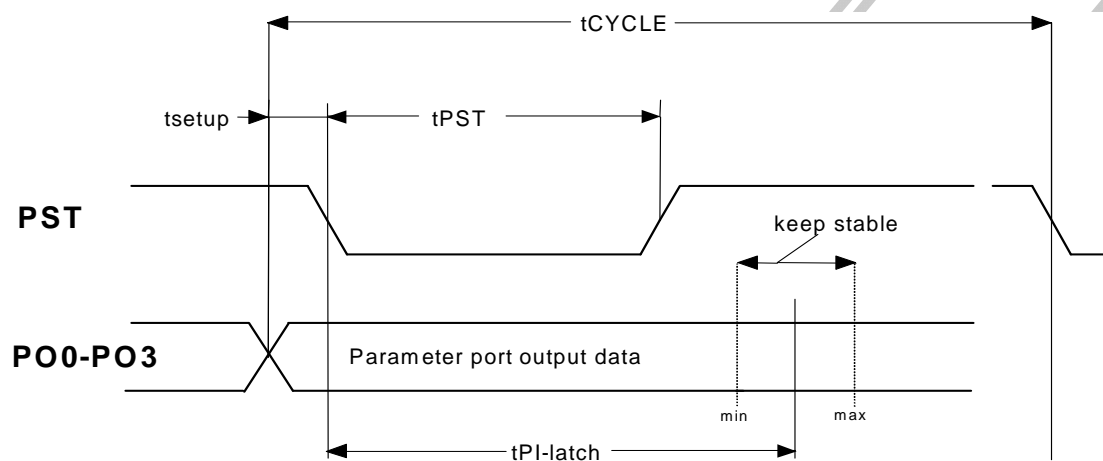 tCYCLE
tsetup
tPST
PST
keep stable
PO0-PO3
Parameter port output data
min
max
tPI-latch